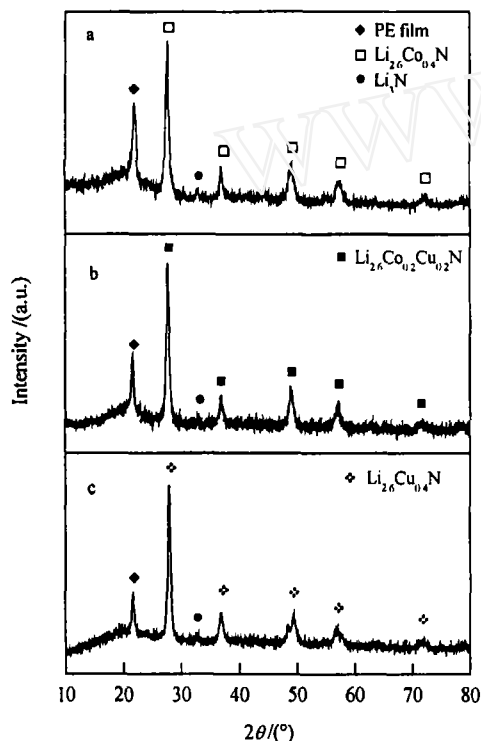 a
◆ PE film
□ Li₂.₆Co₀.₄N
● Li₃N
b
■ Li₂.₆Co₀.₂Cu₀.₂N
c
Li₂.₆Cu₀.₄N
Intensity /(a.u.)
10 20 30 40 50 60 70 80
2θ/(°)
WWW